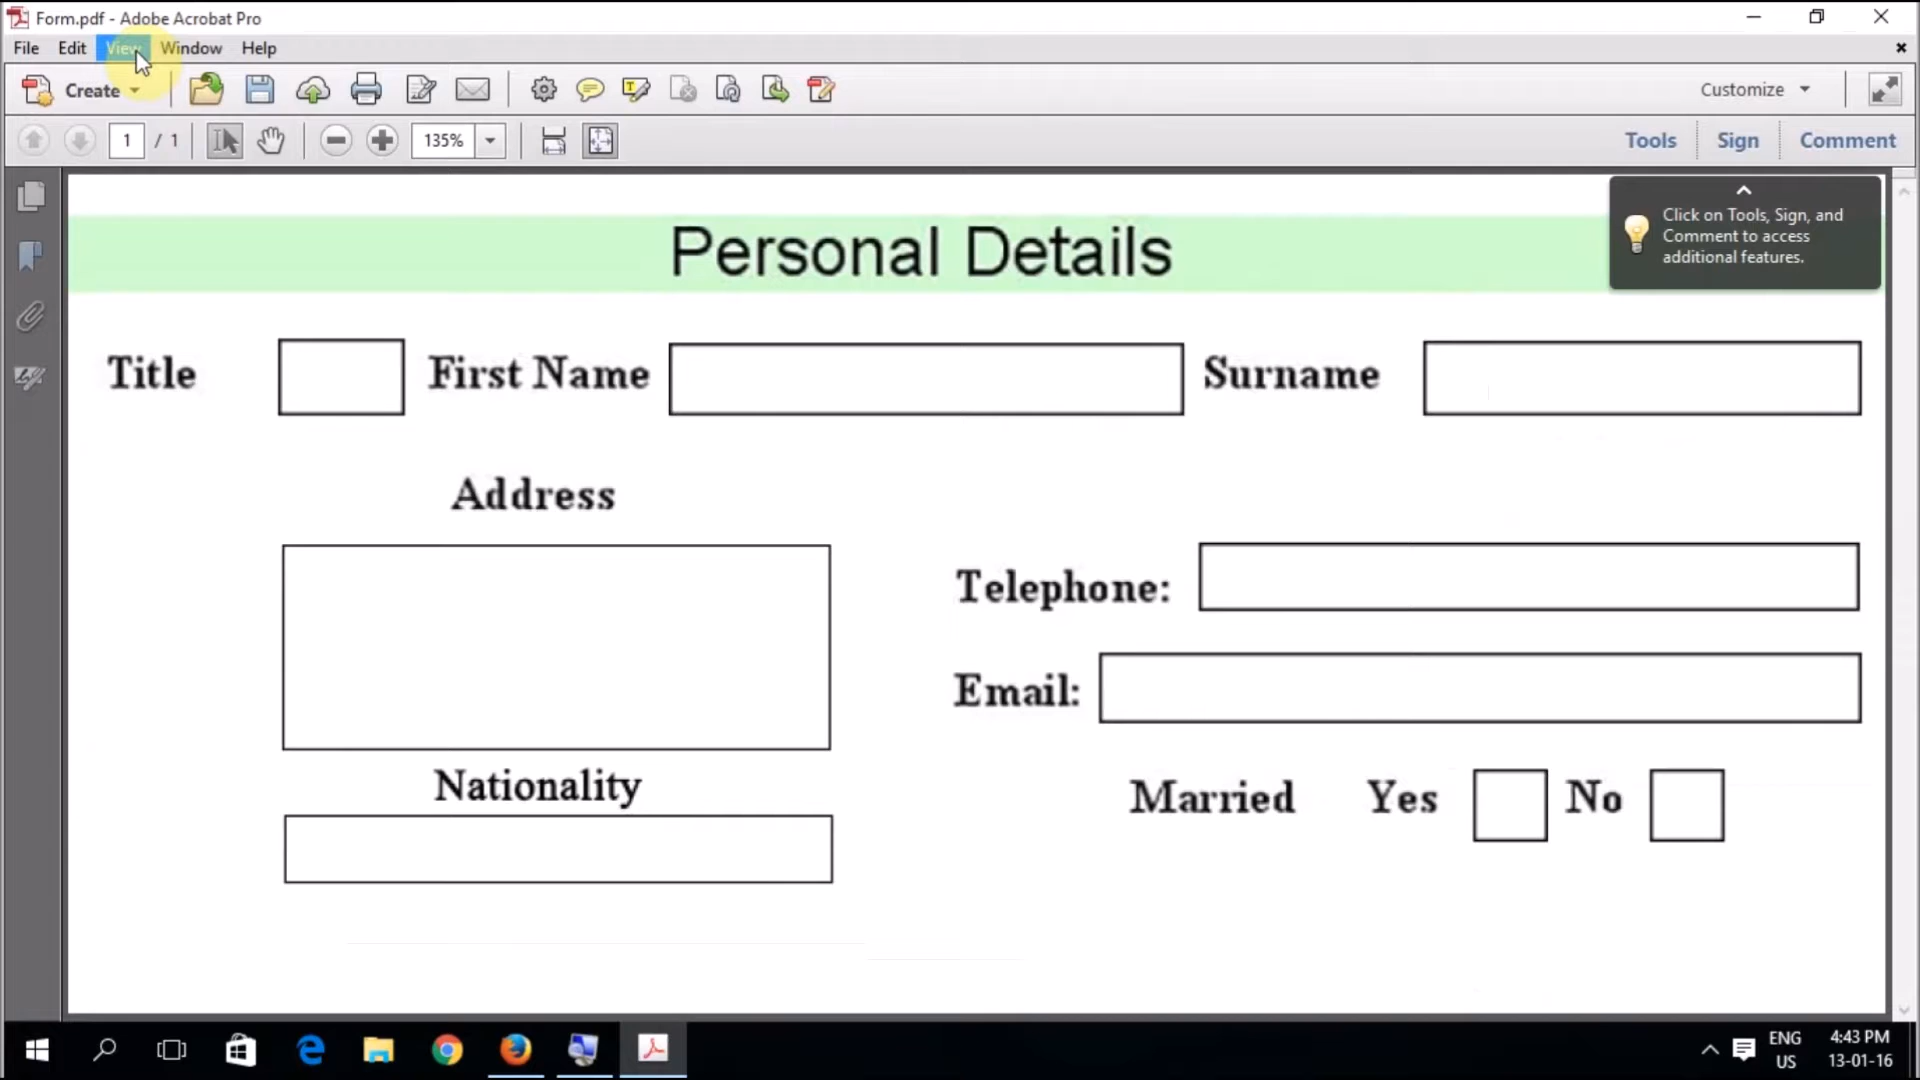 Form.pdf - Adobe Acrobat Pro
File Edit View Window Help
Create Customize
1 / 1 135% Tools Sign Comment
Click on Tools, Sign, and
Comment to access
additional features.
Personal Details
Title First Name Surname
Address
Telephone:
Email:
Nationality
Married Yes No
ENG 4:43 PM
US 13-01-16